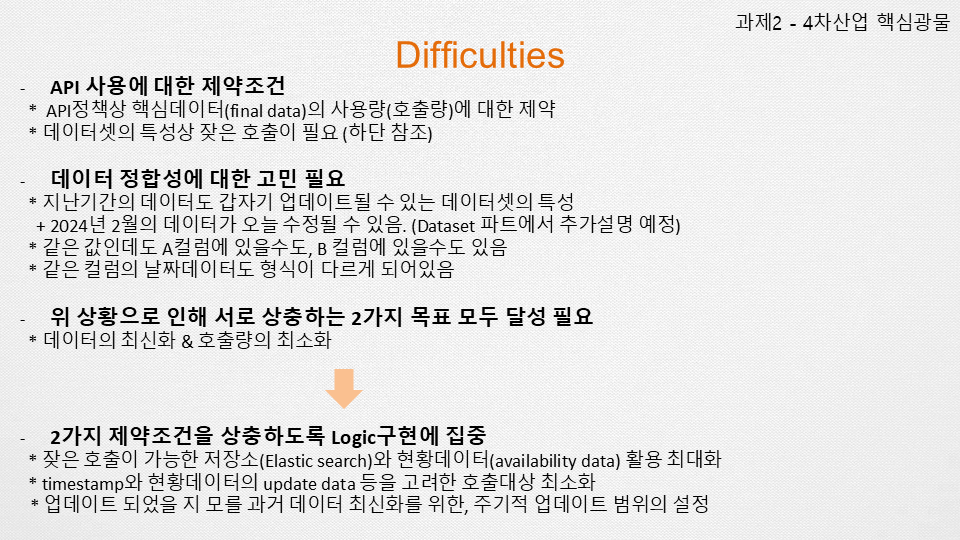 과제2 - 4차산업 핵심광물
Difficulties
- API 사용에 대한 제약조건
* API정책상 핵심데이터(final data)의 사용량(호출량)에 대한 제약
* 데이터셋의 특성상 잦은 호출이 필요 (하단 참조)
- 데이터 정합성에 대한 고민 필요
* 지난기간의 데이터도 갑자기 업데이트될 수 있는 데이터셋의 특성
+ 2024년 2월의 데이터가 오늘 수정될 수 있음. (Dataset 파트에서 추가설명 예정)
* 같은 값인데도 A컬럼에 있을수도, B 컬럼에 있을수도 있음
* 같은 컬럼의 날짜데이터도 형식이 다르게 되어있음
- 위 상황으로 인해 서로 상충하는 2가지 목표 모두 달성 필요
* 데이터의 최신화 & 호출량의 최소화
- 2가지 제약조건을 상충하도록 Logic구현에 집중
* 잦은 호출이 가능한 저장소(Elastic search)와 현황데이터(availability data) 활용 최대화
* timestamp와 현황데이터의 update data 등을 고려한 호출대상 최소화
* 업데이트 되었을 지 모를 과거 데이터 최신화를 위한, 주기적 업데이트 범위의 설정